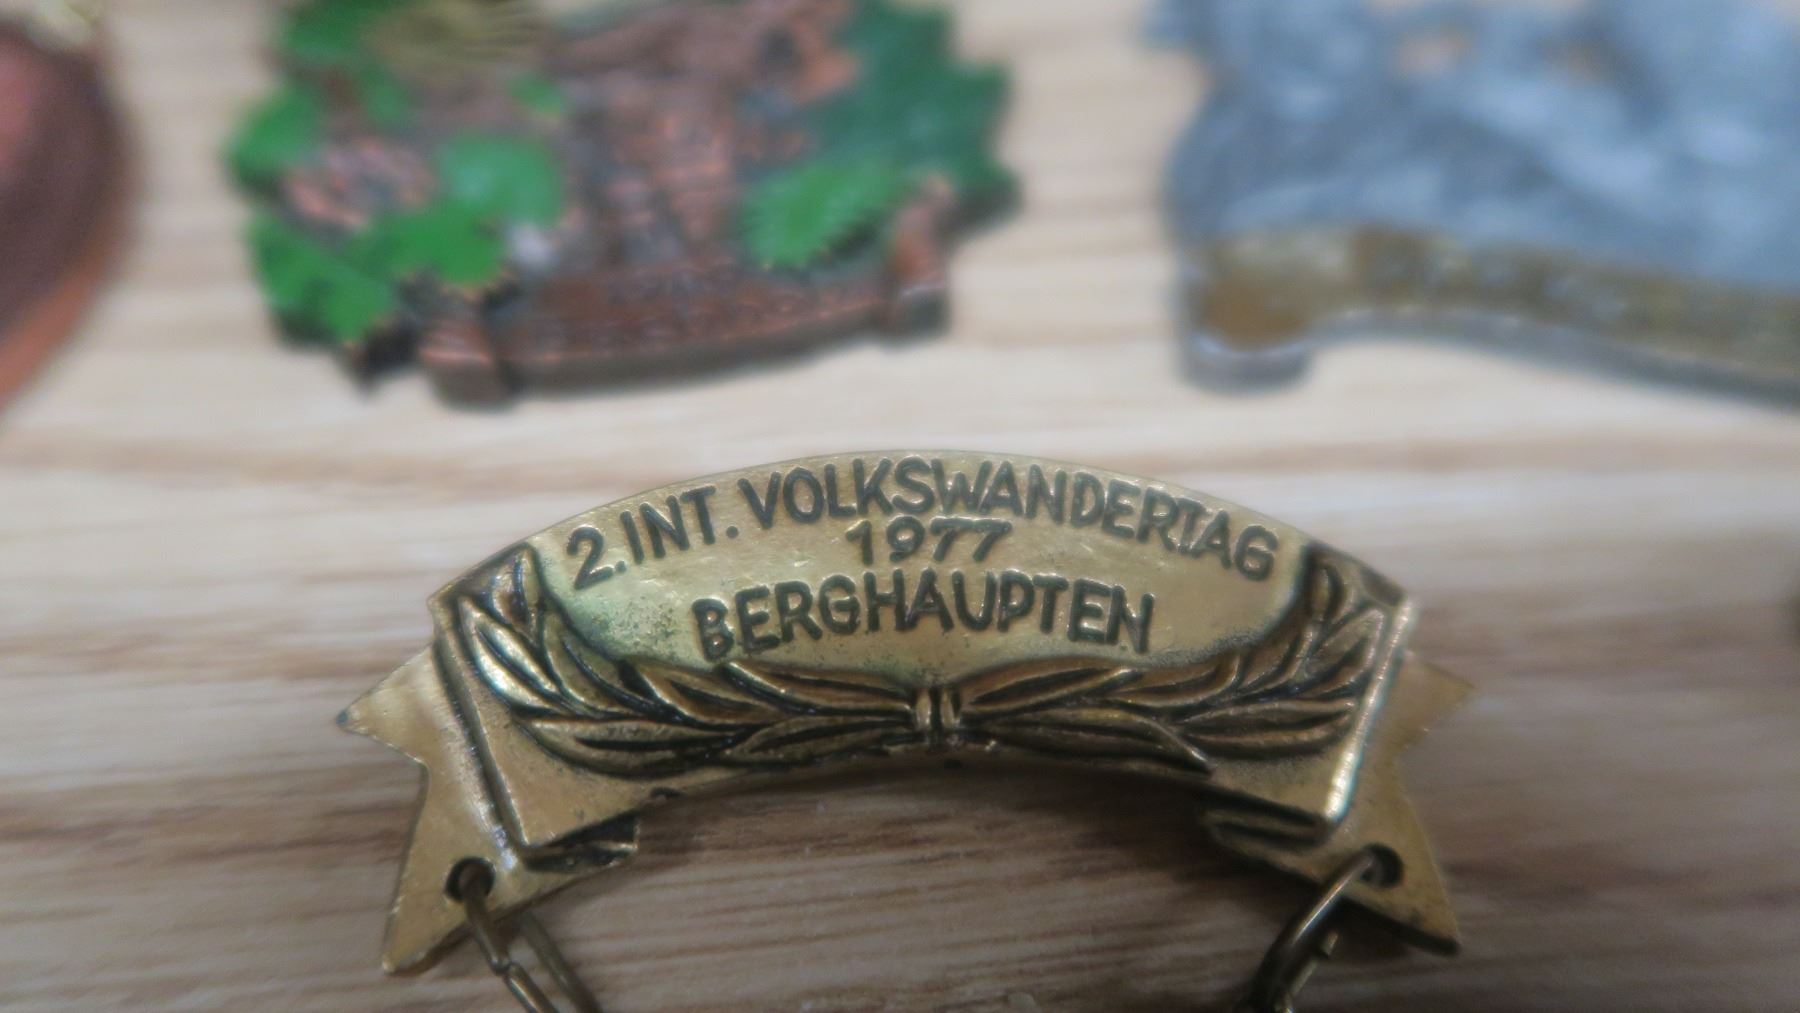 2. INT. VOLKSWANDERTAG
1977
BERGHAUPTEN